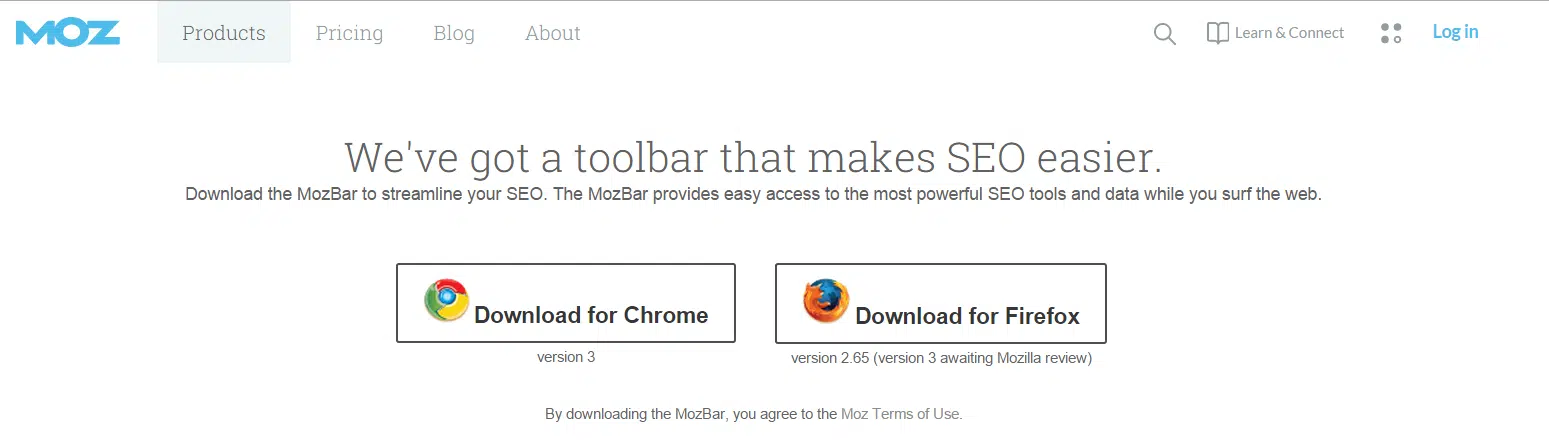 MOZ Products Pricing Blog About Learn & Connect Log in
We've got a toolbar that makes SEO easier.
Download the MozBar to streamline your SEO. The MozBar provides easy access to the most powerful SEO tools and data while you surf the web.
Download for Chrome Download for Firefox
version 3 version 2.65 (version 3 awaiting Mozilla review)
By downloading the MozBar, you agree to the Moz Terms of Use.